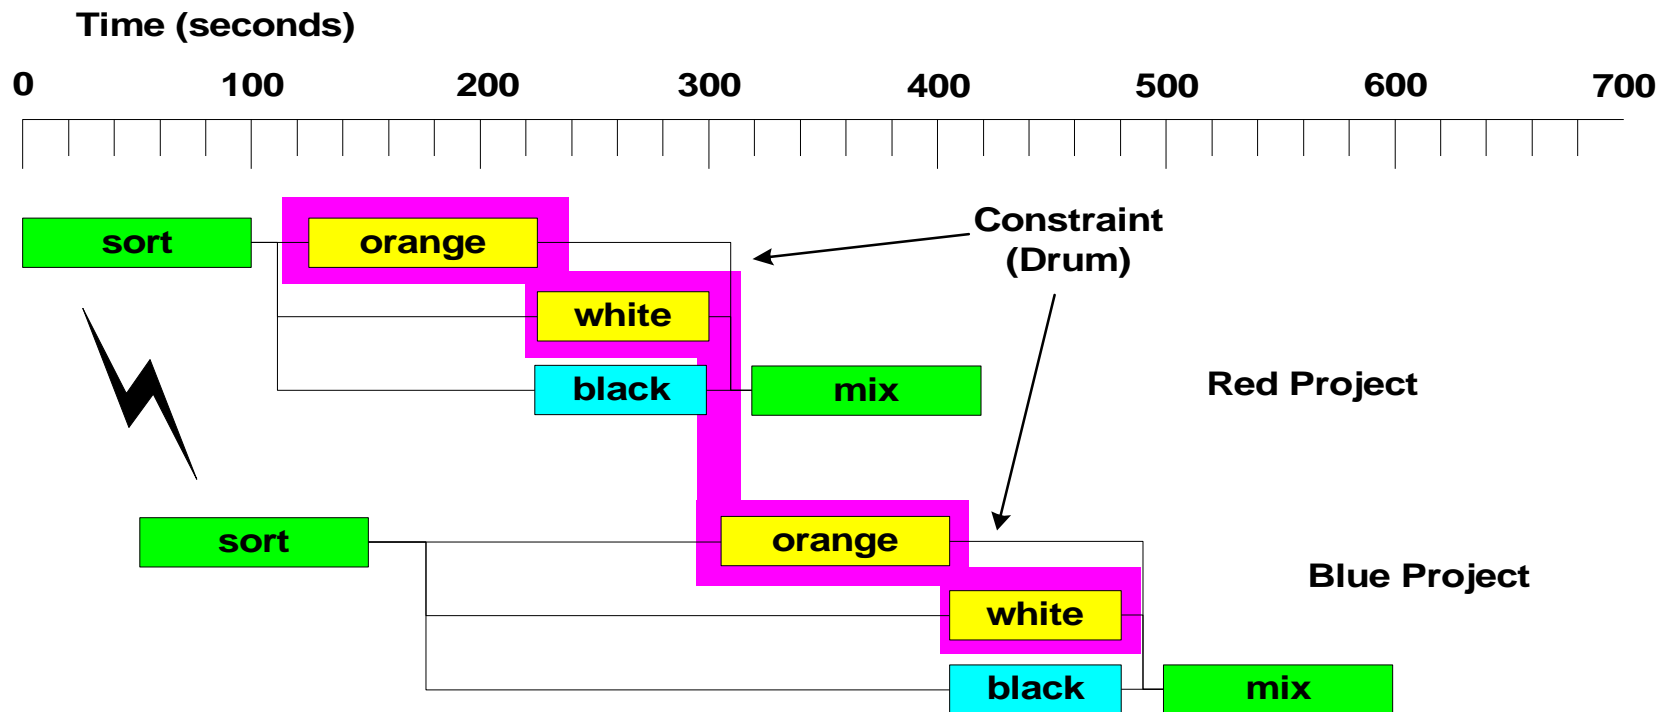 Time (seconds)
0 100 200 300 400 500 600 700
sort orange
Constraint
(Drum)
white
black mix
Red Project
sort orange
Blue Project
white
black mix